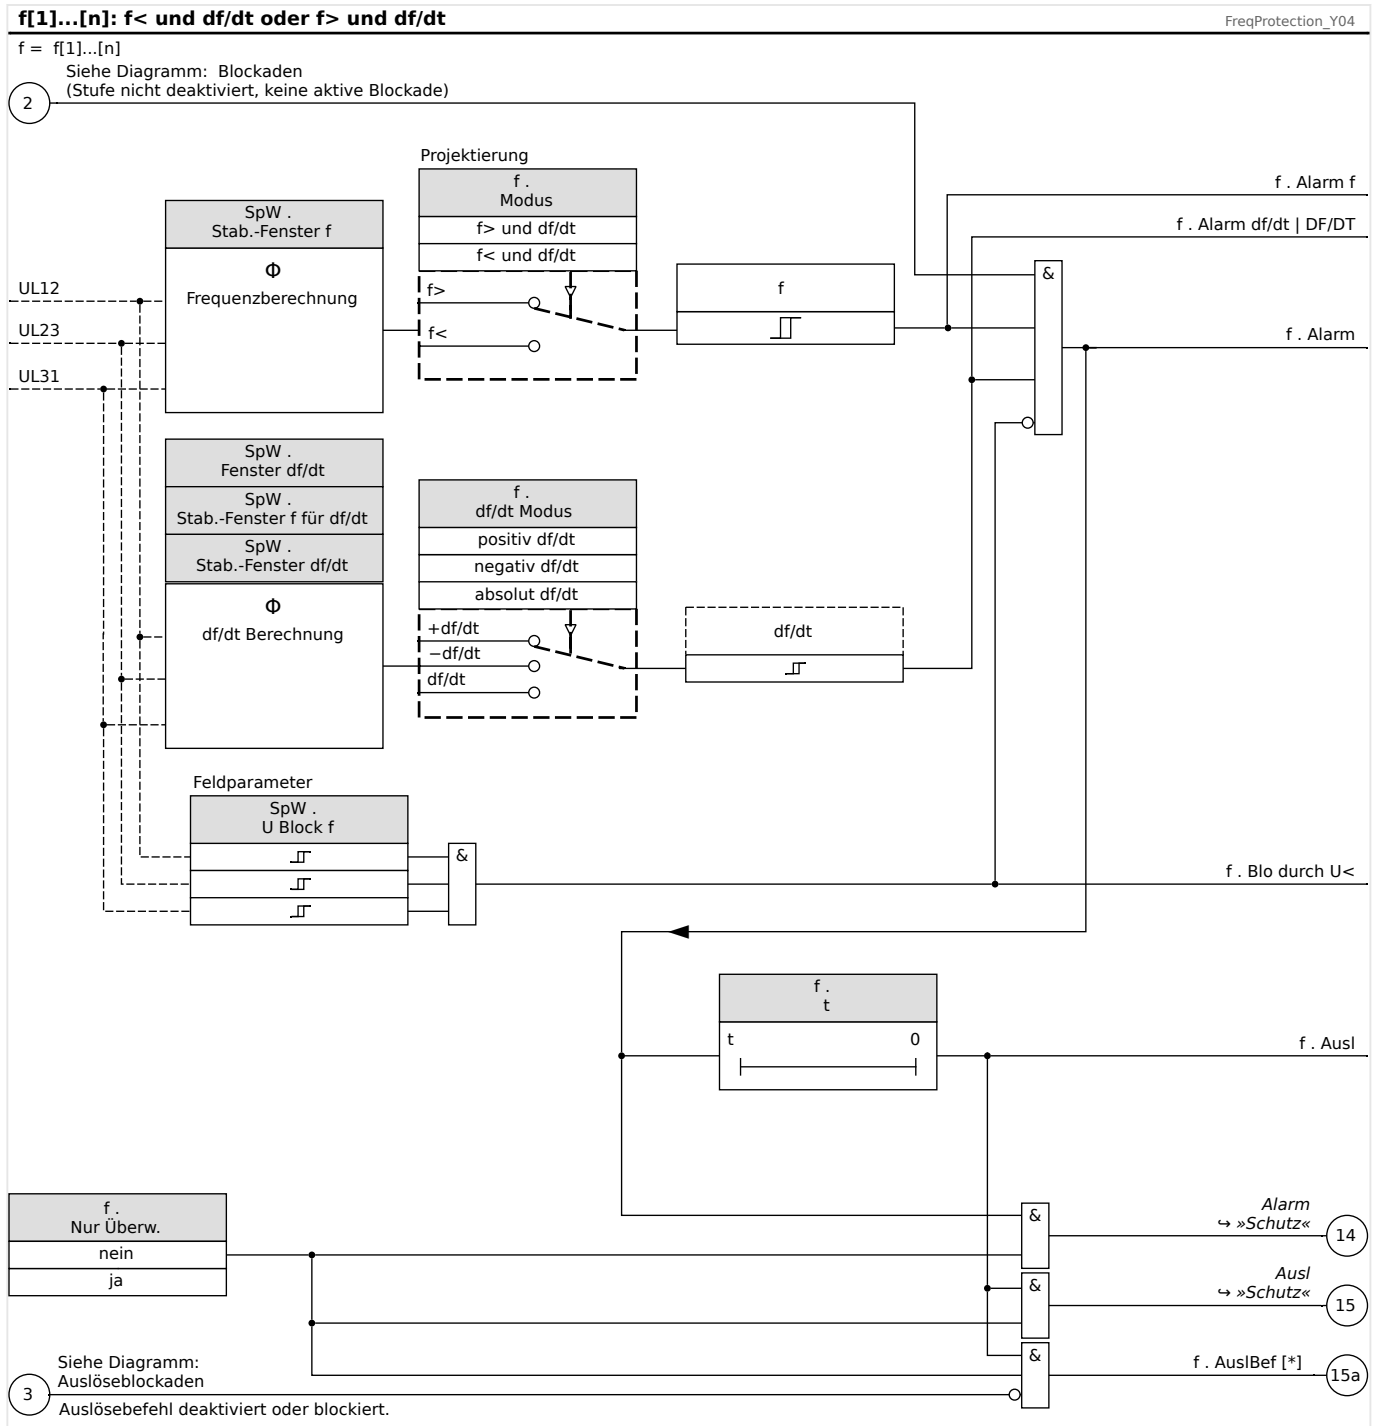 f[1]...[n]: f< und df/dt oder f> und df/dt
FreqProtection_Y04
f = f[1]...[n]
Siehe Diagramm: Blockaden
(Stufe nicht deaktiviert, keine aktive Blockade)
2
Projektierung
f .
Modus
f> und df/dt
f< und df/dt
f>
f<
SpW .
Stab.-Fenster f
Φ
Frequenzberechnung
UL12
UL23
UL31
f
f . Alarm f
f . Alarm df/dt | DF/DT
&
f . Alarm
SpW .
Fenster df/dt
SpW .
Stab.-Fenster f für df/dt
SpW .
Stab.-Fenster df/dt
Φ
df/dt Berechnung
f .
df/dt Modus
positiv df/dt
negativ df/dt
absolut df/dt
+df/dt
−df/dt
df/dt
df/dt
Feldparameter
SpW .
U Block f
&
f . Blo durch U<
f .
t
t 0
f . Ausl
f .
Nur Überw.
nein
ja
&
Alarm
↪ »Schutz«
14
&
Ausl
↪ »Schutz«
15
&
f . AuslBef [*]
15a
Siehe Diagramm:
Auslöseblockaden
3
Auslösebefehl deaktiviert oder blockiert.